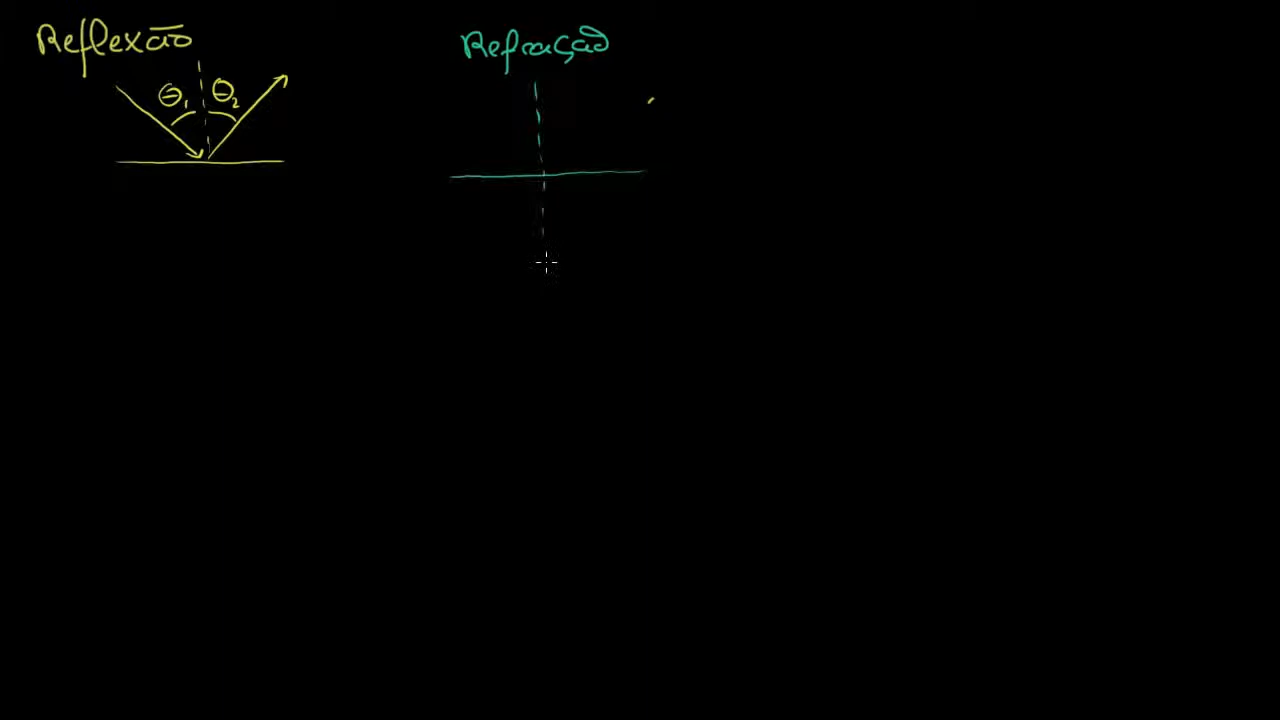 Reflexão
Refração
θ₁ θ₂